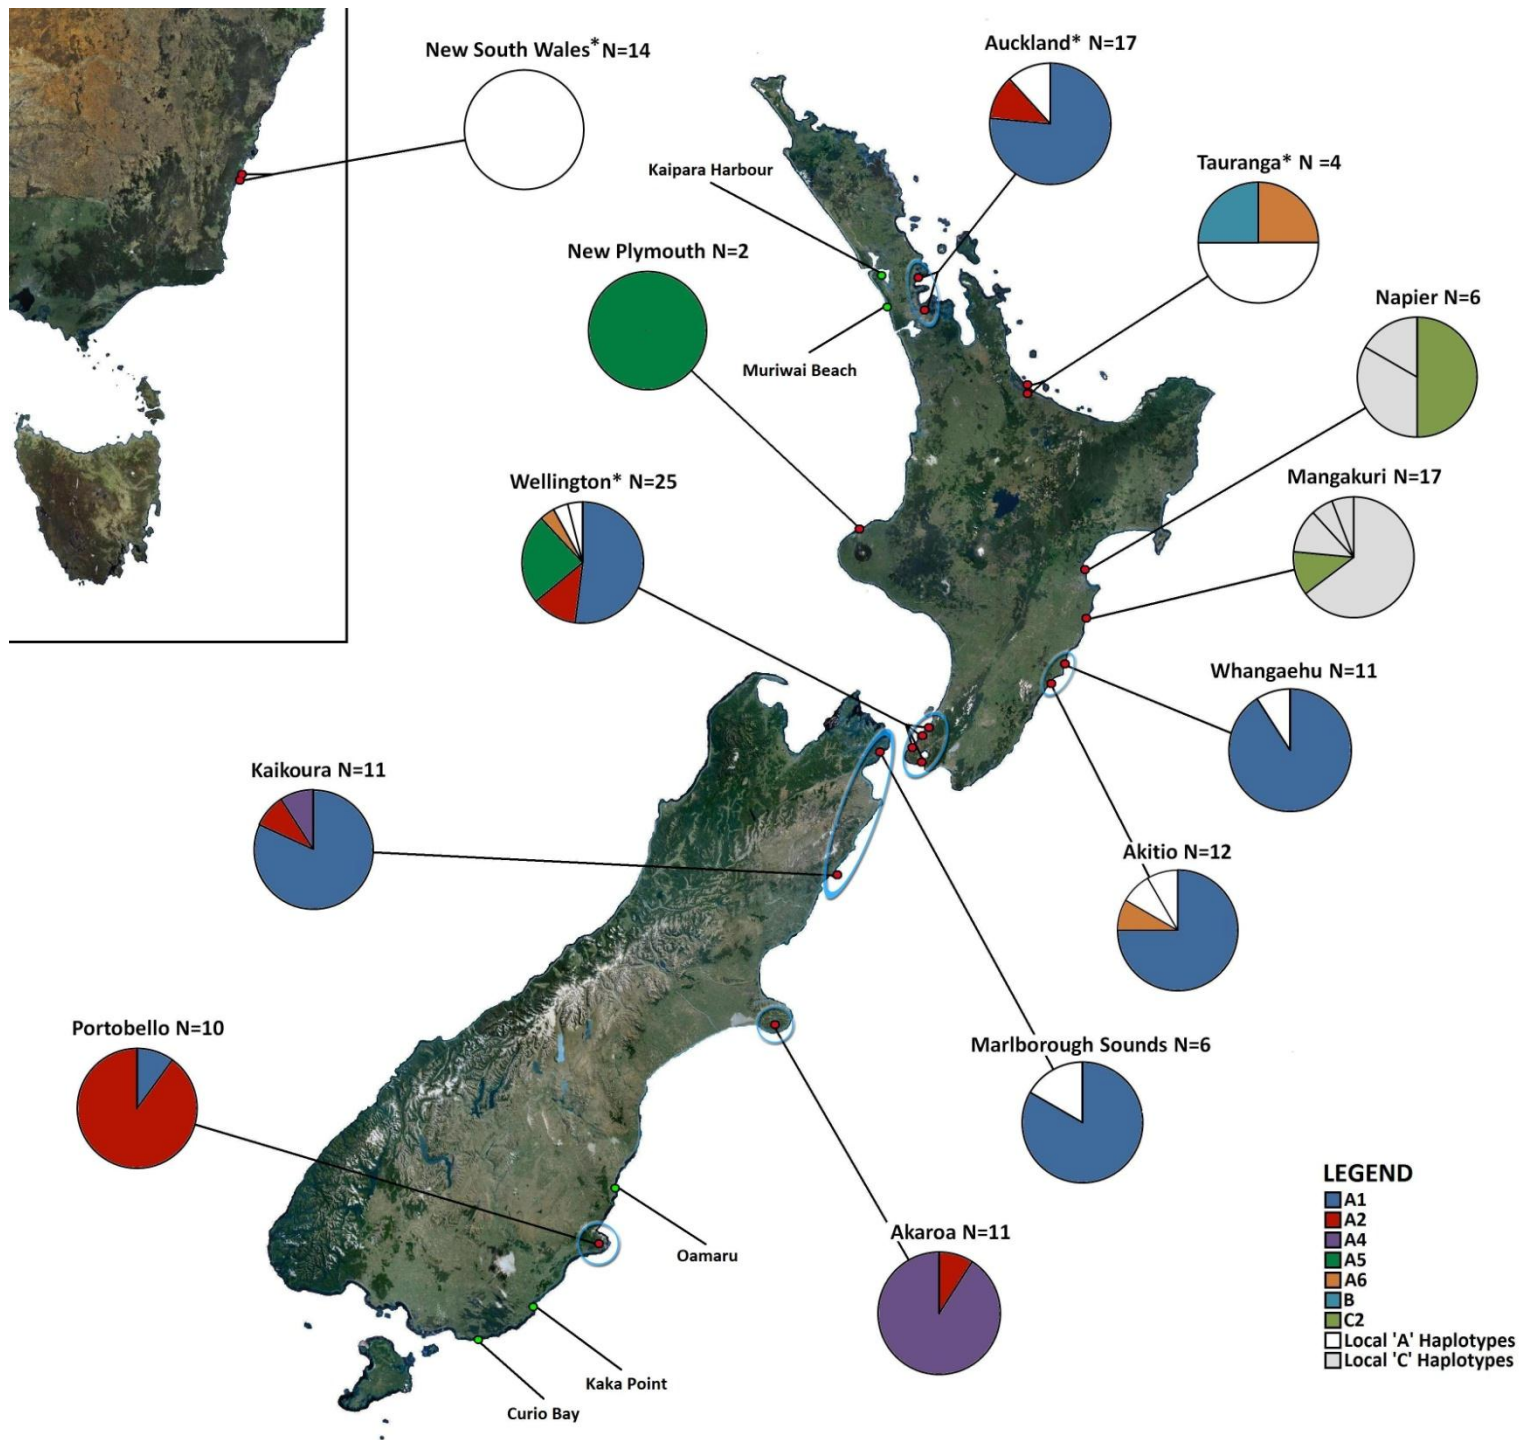 New South Wales* N=14
Auckland* N=17
Kaipara Harbour
Tauranga* N =4
New Plymouth N=2
Napier N=6
Muriwai Beach
Wellington* N=25
Mangakuri N=17
Whangaehu N=11
Kaikoura N=11
Akitio N=12
Portobello N=10
Marlborough Sounds N=6
Oamaru
Akaroa N=11
Kaka Point
Curio Bay
LEGEND
A1
A2
A4
A5
A6
B
C2
Local 'A' Haplotypes
Local 'C' Haplotypes